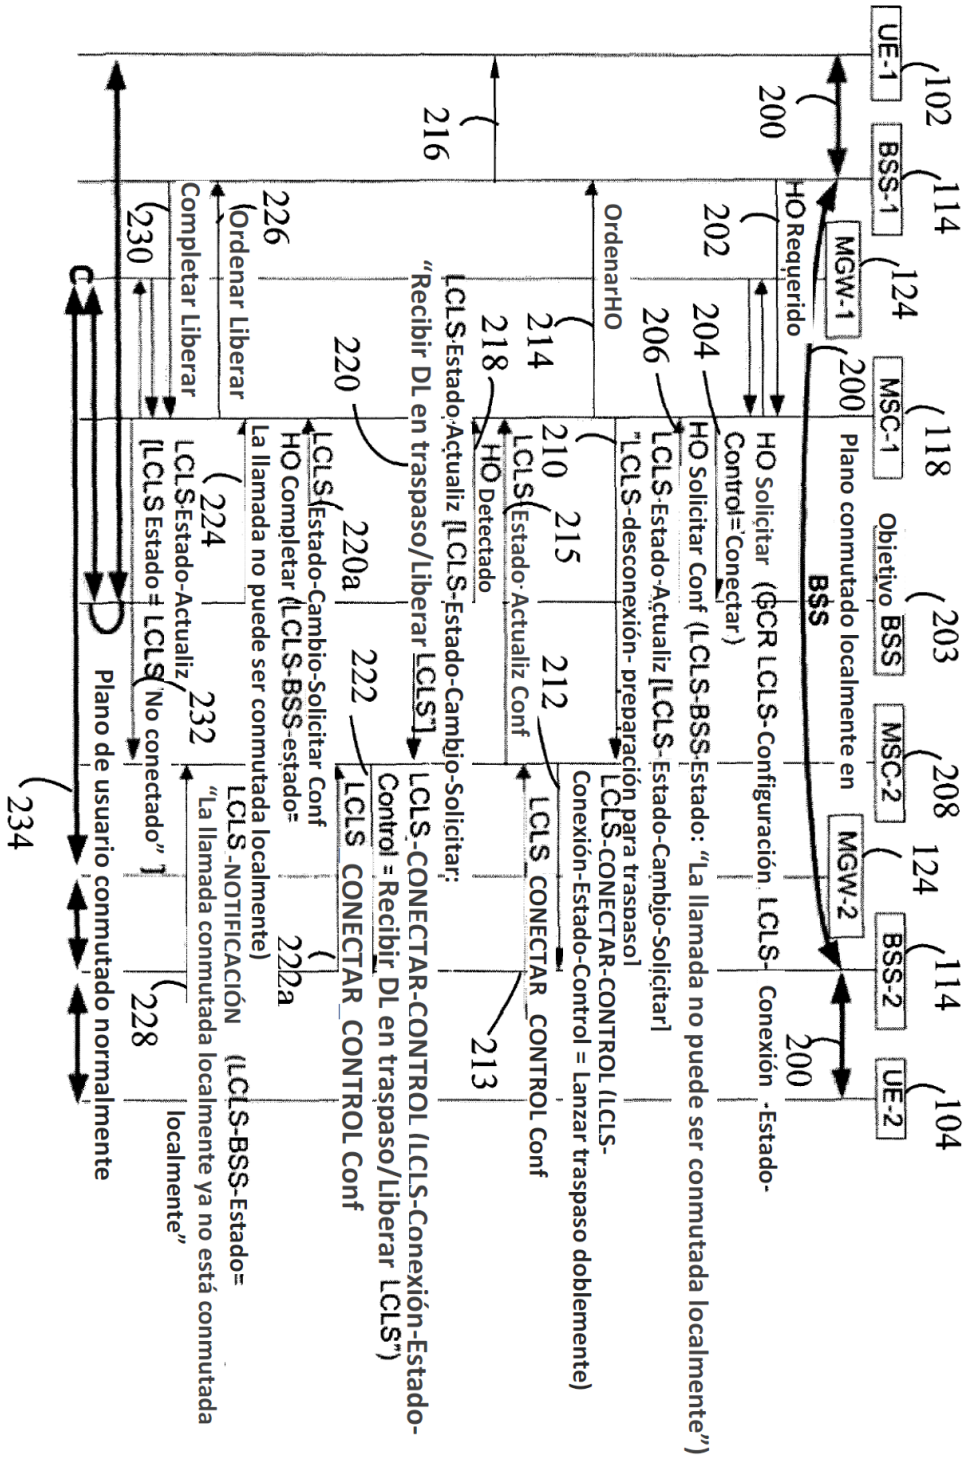 UE-1
102
BSS-1
114
MGW-1
124
MSC-1
118
Objetivo BSS
203
MSC-2
208
MGW-2
124
BSS-2
114
UE-2
104
200
200
200
Plano conmutado localmente en
BSS
HO Requerido
202
HO Solicitar (GCR LCLS-Configuración LCLS- Conexión -Estado-
Control='Conectar')
204
HO Solicitar Conf (LCLS-BSS-Estado: “La llamada no puede ser conmutada localmente”)
206
LCLS-Estado-Actualiz [LCLS-Estado-Cambio-Solicitar]
"LCLS-desconexión- preparación para traspaso]
210
LCLS-CONECTAR-CONTROL (LCLS-
Conexión-Estado-Control = Lanzar traspaso doblemente)
212
OrdenarHO
214
LCLS_CONECTAR_CONTROL Conf
213
LCLS-Estado-Actualiz Conf
215
216
HO Detectado
218
LCLS-Estado-Actualiz [LCLS-Estado-Cambio-Solicitar:
“Recibir DL en traspaso/Liberar LCLS”]
220
LCLS-CONECTAR-CONTROL (LCLS-Conexión-Estado-
Control = Recibir DL en traspaso/Liberar LCLS”)
222
LCLS_CONECTAR_CONTROL Conf
222a
LCLS-Estado-Cambio-Solicitar Conf
220a
HO Completar (LCLS-BSS-estado=
La llamada no puede ser conmutada localmente)
224
Ordenar Liberar
226
LCLS-NOTIFICACIÓN (LCLS-BSS-Estado=
“La llamada conmutada localmente ya no está conmutada
localmente”
228
Completar Liberar
230
LCLS-Estado-Actualiz
[LCLS Estado = LCLS 'No conectado” ]
232
C
Plano de usuario conmutado normalmente
234